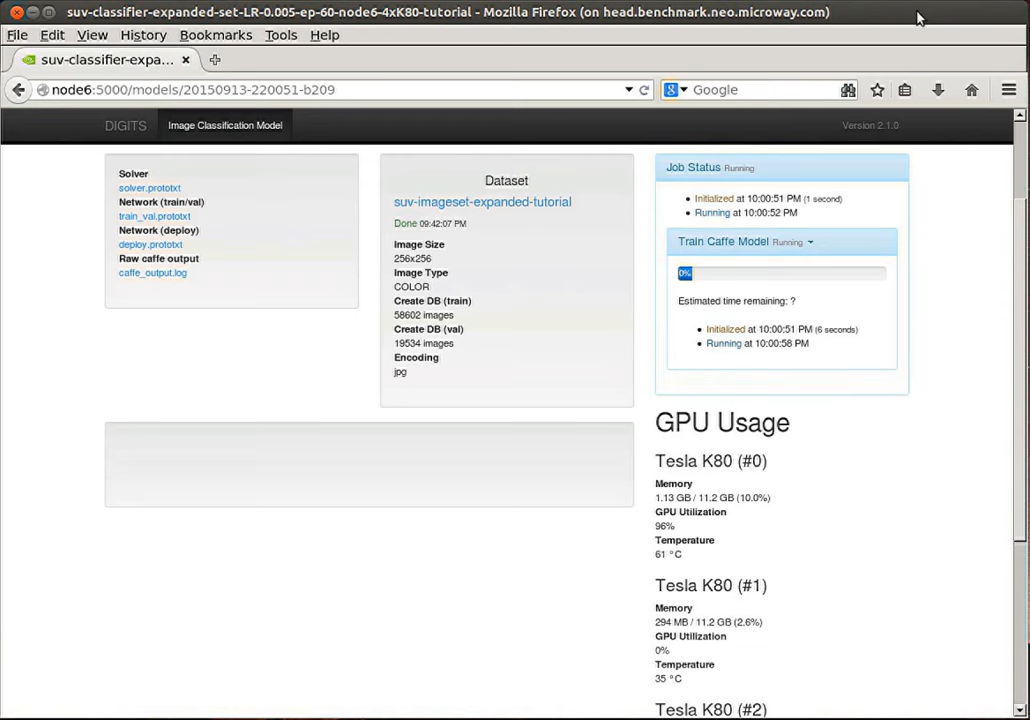 suv-classifier-expanded-set-LR-0.005-ep-60-node6-4xK80-tutorial - Mozilla Firefox (on head.benchmark.neo.microway.com)
File Edit View History Bookmarks Tools Help
suv-classifier-expa...
node6:5000/models/20150913-220051-b209
Google
DIGITS Image Classification Model Version 2.1.0
Solver
solver.prototxt
Network (train/val)
train_val.prototxt
Network (deploy)
deploy.prototxt
Raw caffe output
caffe_output.log
Dataset
suv-imageset-expanded-tutorial
Done 09:42:07 PM
Image Size
256x256
Image Type
COLOR
Create DB (train)
58602 images
Create DB (val)
19534 images
Encoding
jpg
Job Status Running
Initialized at 10:00:51 PM (1 second)
Running at 10:00:52 PM
Train Caffe Model Running
0%
Estimated time remaining: ?
Initialized at 10:00:51 PM (6 seconds)
Running at 10:00:58 PM
GPU Usage
Tesla K80 (#0)
Memory
1.13 GB / 11.2 GB (10.0%)
GPU Utilization
96%
Temperature
61 °C
Tesla K80 (#1)
Memory
294 MB / 11.2 GB (2.6%)
GPU Utilization
0%
Temperature
35 °C
Tesla K80 (#2)